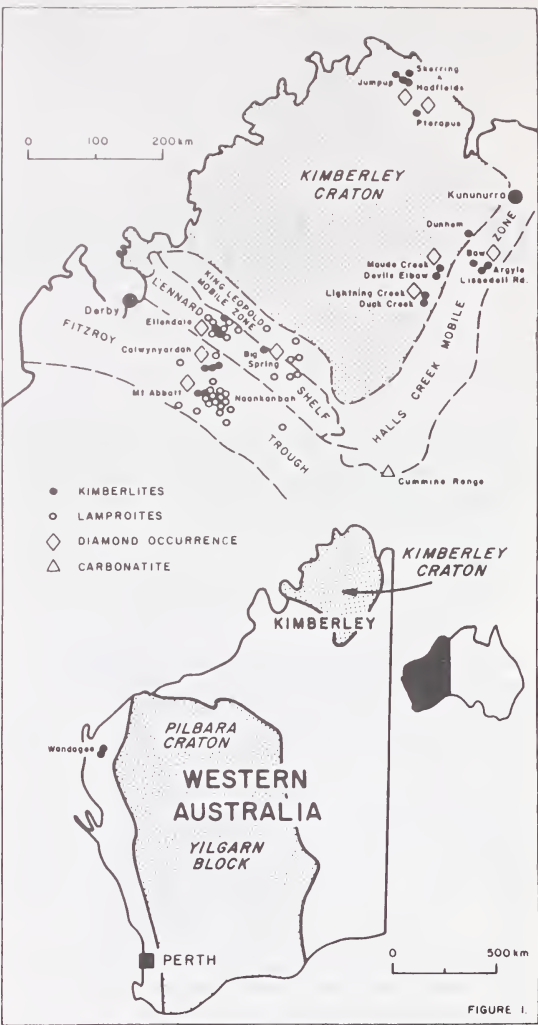 Skerring
&
Jumpup
Hadfields
Pteropus
0 100 200km
KIMBERLEY
CRATON
Kununurra
Dunham
ZONE
Bow
Maude Creek
Devils Elbow
Argyle
Lissadell Rd.
Lightning Creek
Duck Creek
HALLS CREEK MOBILE
KING LEOPOLD
MOBILE ZONE
LENNARD
SHELF
Derby
FITZROY
TROUGH
Ellendale
Calwynyardah
Big
Spring
Mt Abbott
Noonkanbah
Cummins Range
KIMBERLITES
LAMPROITES
DIAMOND OCCURRENCE
CARBONATITE
KIMBERLEY
CRATON
KIMBERLEY
PILBARA
CRATON
Wandagee
WESTERN
AUSTRALIA
YILGARN
BLOCK
PERTH
0 500km
FIGURE 1.